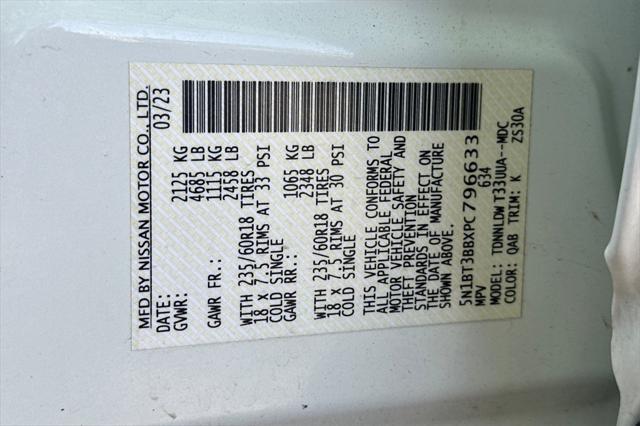 MFD BY NISSAN MOTOR CO., LTD.
DATE: 03/23
GVWR: 2125 KG
4685 LB
GAWR FR.: 1115 KG
2458 LB
WITH 235/60R18 TIRES
18 x 7.5 RIMS AT 33 PSI
COLD SINGLE
GAWR RR.: 1065 KG
2348 LB
WITH 235/60R18 TIRES
18 x 7.5 RIMS AT 30 PSI
COLD SINGLE
THIS VEHICLE CONFORMS TO
ALL APPLICABLE FEDERAL
MOTOR VEHICLE SAFETY AND
THEFT PREVENTION
STANDARDS IN EFFECT ON
THE DATE OF MANUFACTURE
SHOWN ABOVE.
5N1BT3BBXPC796633
MPV 634
MODEL: TDNNLDWT33UUA--MDC
COLOR: QAB TRIM: K ZS30A